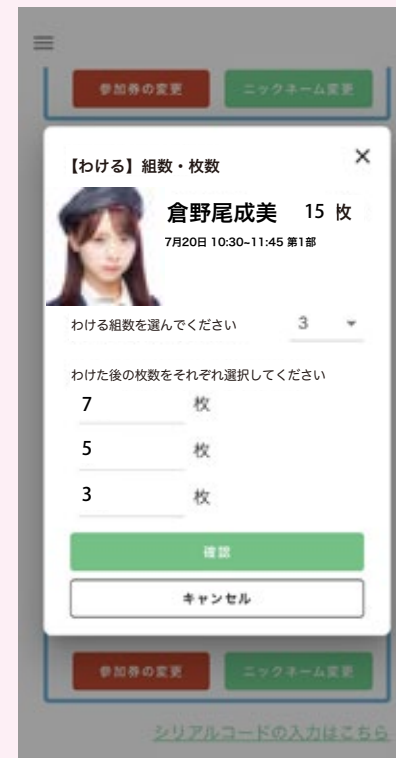 参加券の変更 ニックネーム変更
【わける】組数・枚数 ×
倉野尾成美 15 枚
7月20日 10:30~11:45 第1部
わける組数を選んでください 3
わけた後の枚数をそれぞれ選択してください
7 枚
5 枚
3 枚
確認
キャンセル
参加券の変更 ニックネーム変更
シリアルコードの入力はこちら